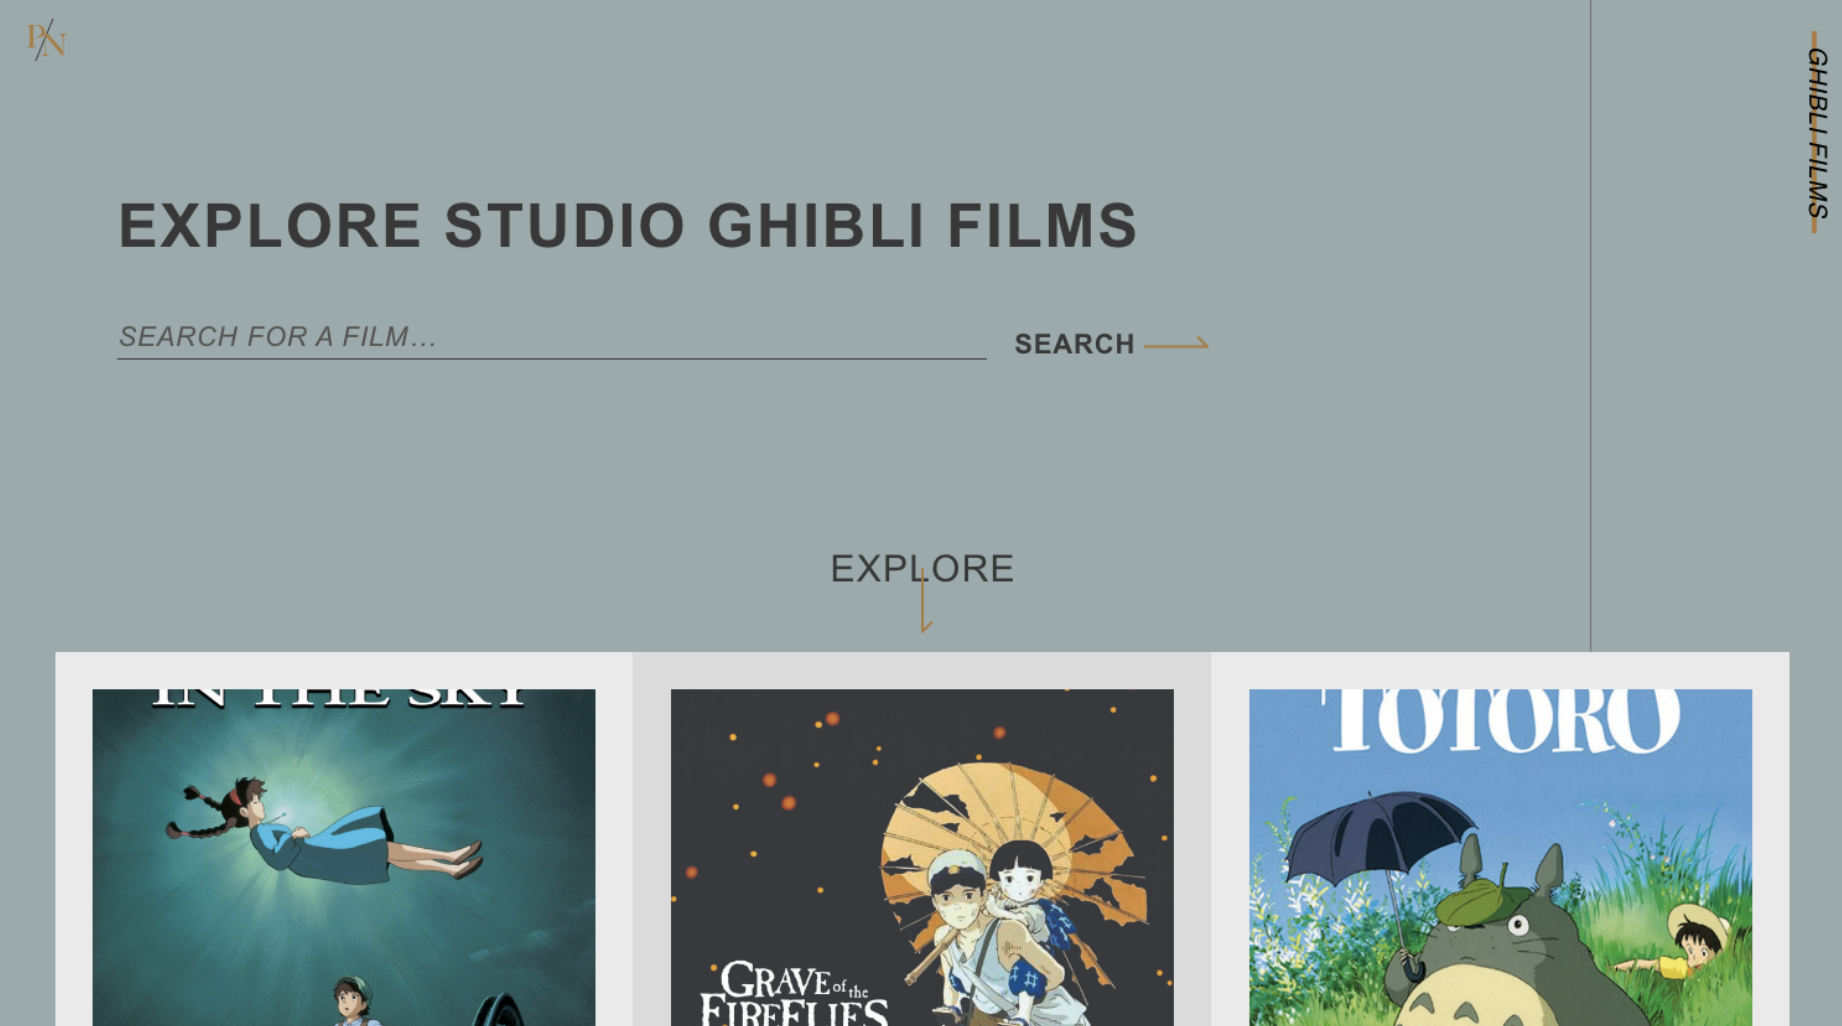 P/N
GHIBLI FILMS
EXPLORE STUDIO GHIBLI FILMS
SEARCH FOR A FILM...
SEARCH
EXPLORE
IN THE SKY
GRAVE of the
FIREFLIES
TOTORO